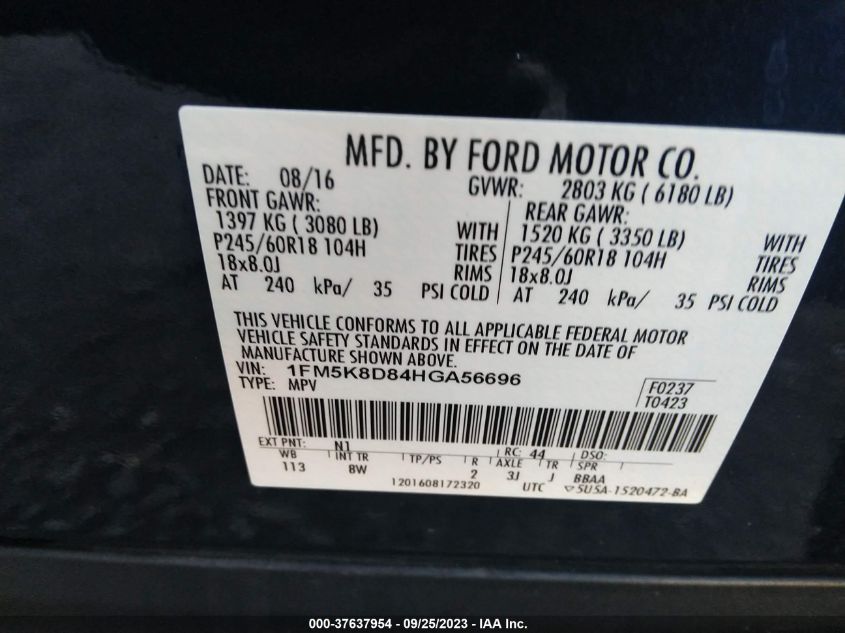 MFD. BY FORD MOTOR CO.
DATE: 08/16 GVWR: 2803 KG ( 6180 LB)
FRONT GAWR: REAR GAWR:
1397 KG ( 3080 LB) WITH 1520 KG ( 3350 LB) WITH
P245/60R18 104H TIRES P245/60R18 104H TIRES
18x8.0J RIMS 18x8.0J RIMS
AT 240 kPa/ 35 PSI COLD AT 240 kPa/ 35 PSI COLD
THIS VEHICLE CONFORMS TO ALL APPLICABLE FEDERAL MOTOR
VEHICLE SAFETY STANDARDS IN EFFECT ON THE DATE OF
MANUFACTURE SHOWN ABOVE.
VIN: 1FM5K8D84HGA56696 F0237
TYPE: MPV T0423
EXT PNT: N1 RC: 44 DSO:
WB INT TR TP/PS R AXLE TR SPR
113 8W 2 3J J BBAA
1201608172320 UTC ▽5U5A-1520472-BA
000-37637954 - 09/25/2023 - IAA Inc.